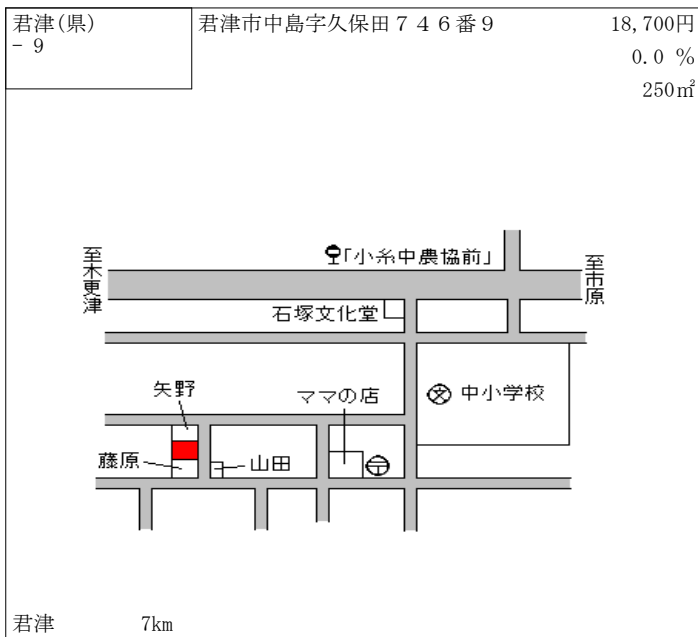 君津(県)
- 9
君津市中島字久保田７４６番９
18,700円
0.0 %
250㎡
「小糸中農協前」
至木更津
至市原
石塚文化堂
矢野
ママの店
文 中小学校
藤原
山田
〒
君津 7km